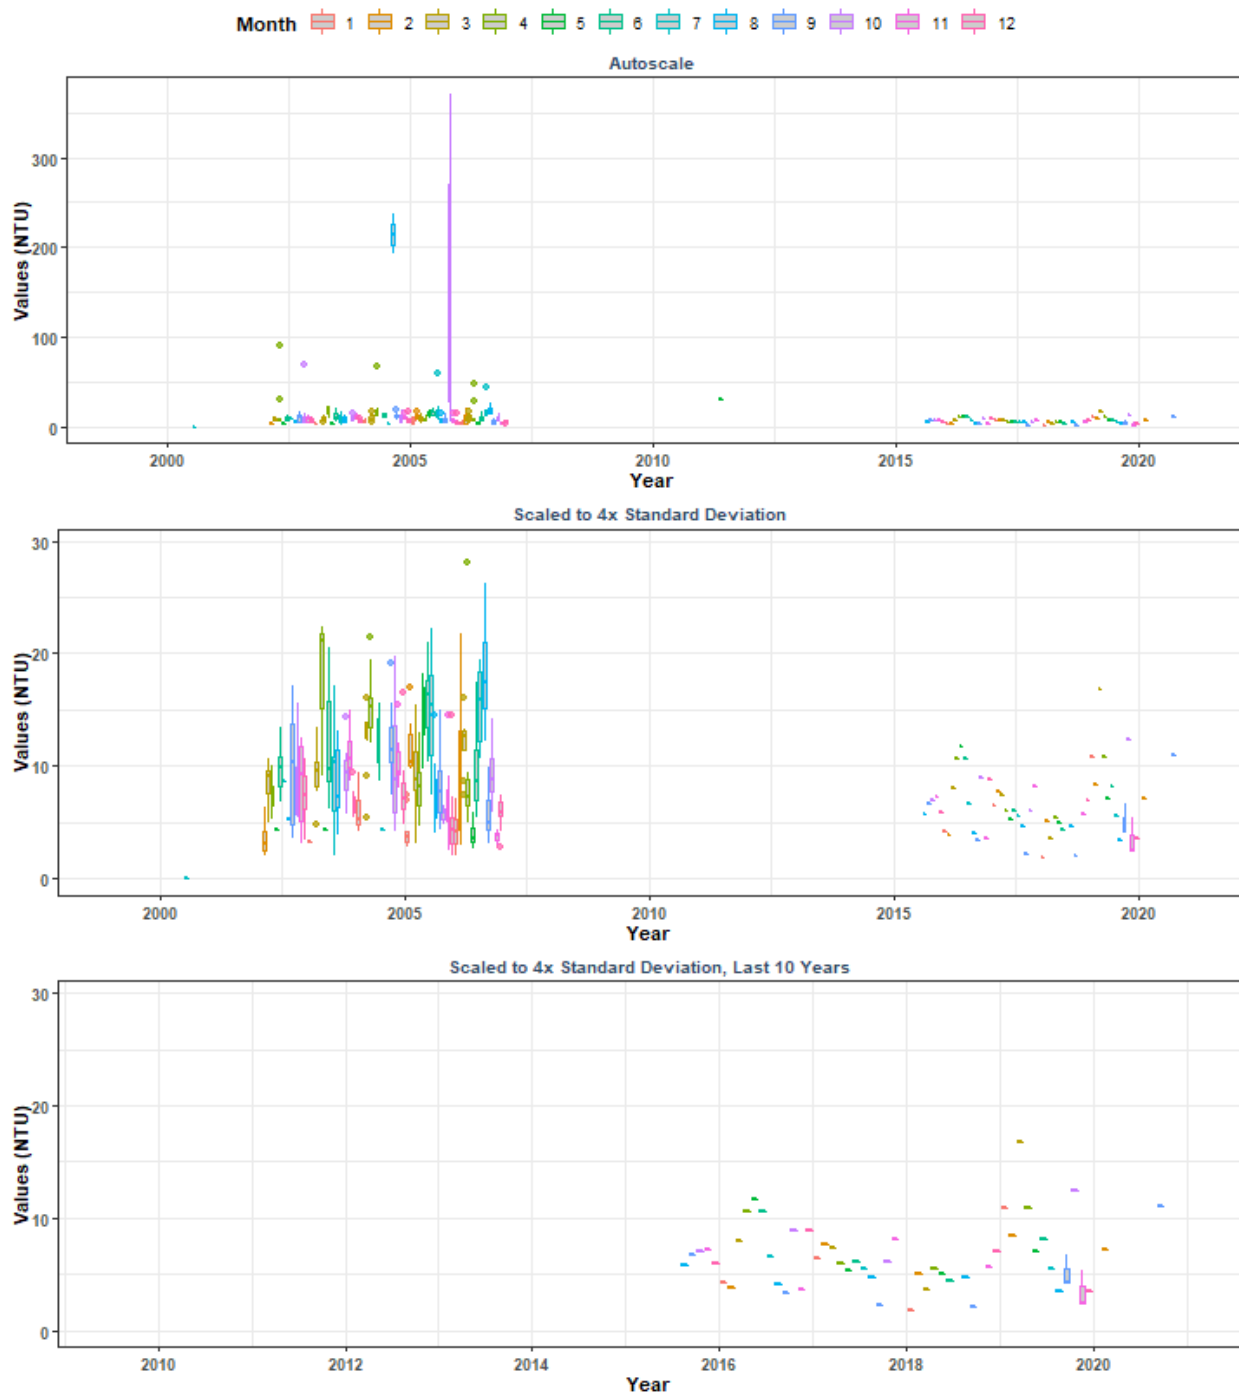 Month 1 2 3 4 5 6 7 8 9 10 11 12
Autoscale
Values (NTU)
300
200
100
0
2000 2005 2010 2015 2020
Year
Scaled to 4x Standard Deviation
Values (NTU)
30
20
10
0
2000 2005 2010 2015 2020
Year
Scaled to 4x Standard Deviation, Last 10 Years
Values (NTU)
30
20
10
0
2010 2012 2014 2016 2018 2020
Year